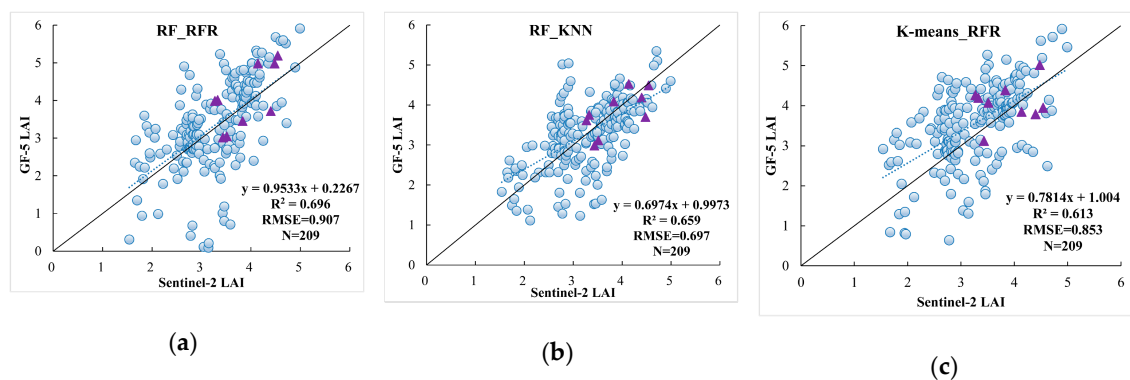 RF_RFR
GF-5 LAI
6
5
4
3
2
1
0
y = 0.9533x + 0.2267
R² = 0.696
RMSE=0.907
N=209
0 1 2 3 4 5 6
Sentinel-2 LAI
(a)
RF_KNN
GF-5 LAI
6
5
4
3
2
1
0
y = 0.6974x + 0.9973
R² = 0.659
RMSE=0.697
N=209
0 1 2 3 4 5 6
Sentinel-2 LAI
(b)
K-means_RFR
GF-5 LAI
6
5
4
3
2
1
0
y = 0.7814x + 1.004
R² = 0.613
RMSE=0.853
N=209
0 1 2 3 4 5 6
Sentinel-2 LAI
(c)